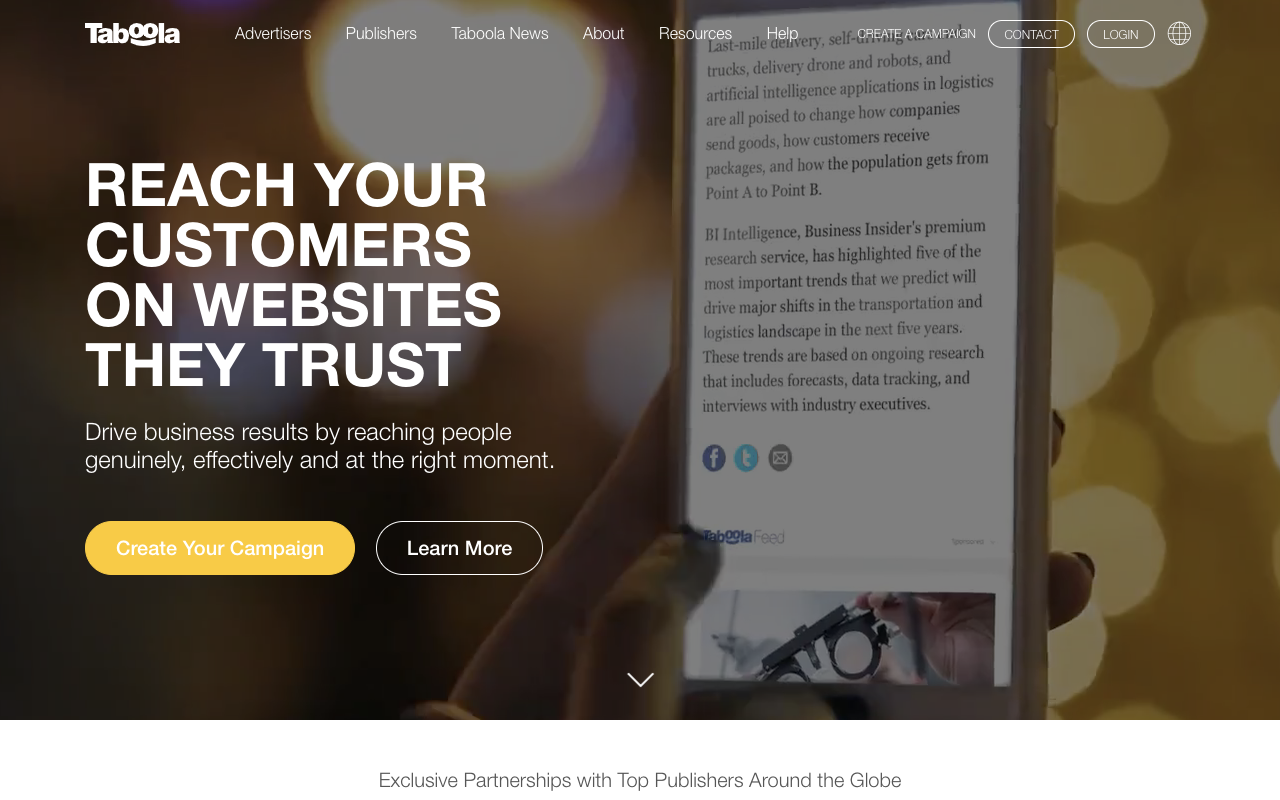 Taboola
Advertisers
Publishers
Taboola News
About
Resources
Help
CREATE A CAMPAIGN
CONTACT
LOGIN
REACH YOUR
CUSTOMERS
ON WEBSITES
THEY TRUST
Drive business results by reaching people
genuinely, effectively and at the right moment.
Create Your Campaign
Learn More
Last-mile delivery, self-driving
trucks, delivery drone and robots, and
artificial intelligence applications in logistics
are all poised to change how companies
send goods, how customers receive
packages, and how the population gets from
Point A to Point B.
BI Intelligence, Business Insider's premium
research service, has highlighted five of the
most important trends that we predict will
drive major shifts in the transportation and
logistics landscape in the next five years.
These trends are based on ongoing research
that includes forecasts, data tracking, and
interviews with industry executives.
Taboola Feed
Exclusive Partnerships with Top Publishers Around the Globe